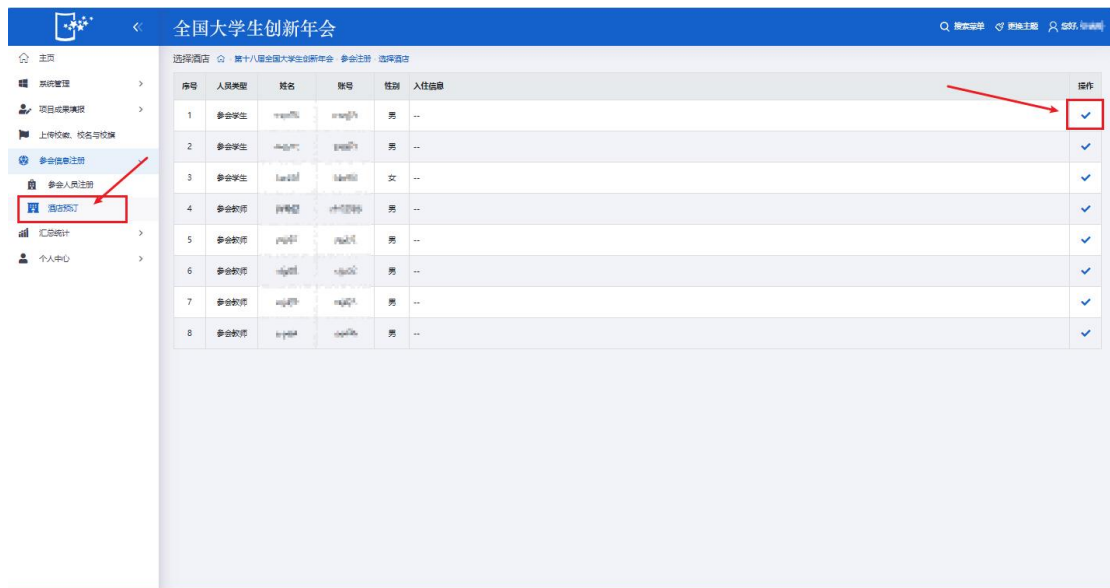 全国大学生创新年会
搜索菜单 更换主题 您好,
主页
系统管理
项目成果填报
上传校徽、校名与校旗
参会信息注册
参会人员注册
酒店预订
汇总统计
个人中心
选择酒店 第十八届全国大学生创新年会 · 参会注册 · 选择酒店
序号 人员类型 姓名 账号 性别 入住信息 操作
1 参会学生 男 --
2 参会学生 男 --
3 参会学生 女 --
4 参会教师 男 --
5 参会教师 男 --
6 参会教师 男 --
7 参会教师 男 --
8 参会教师 男 --